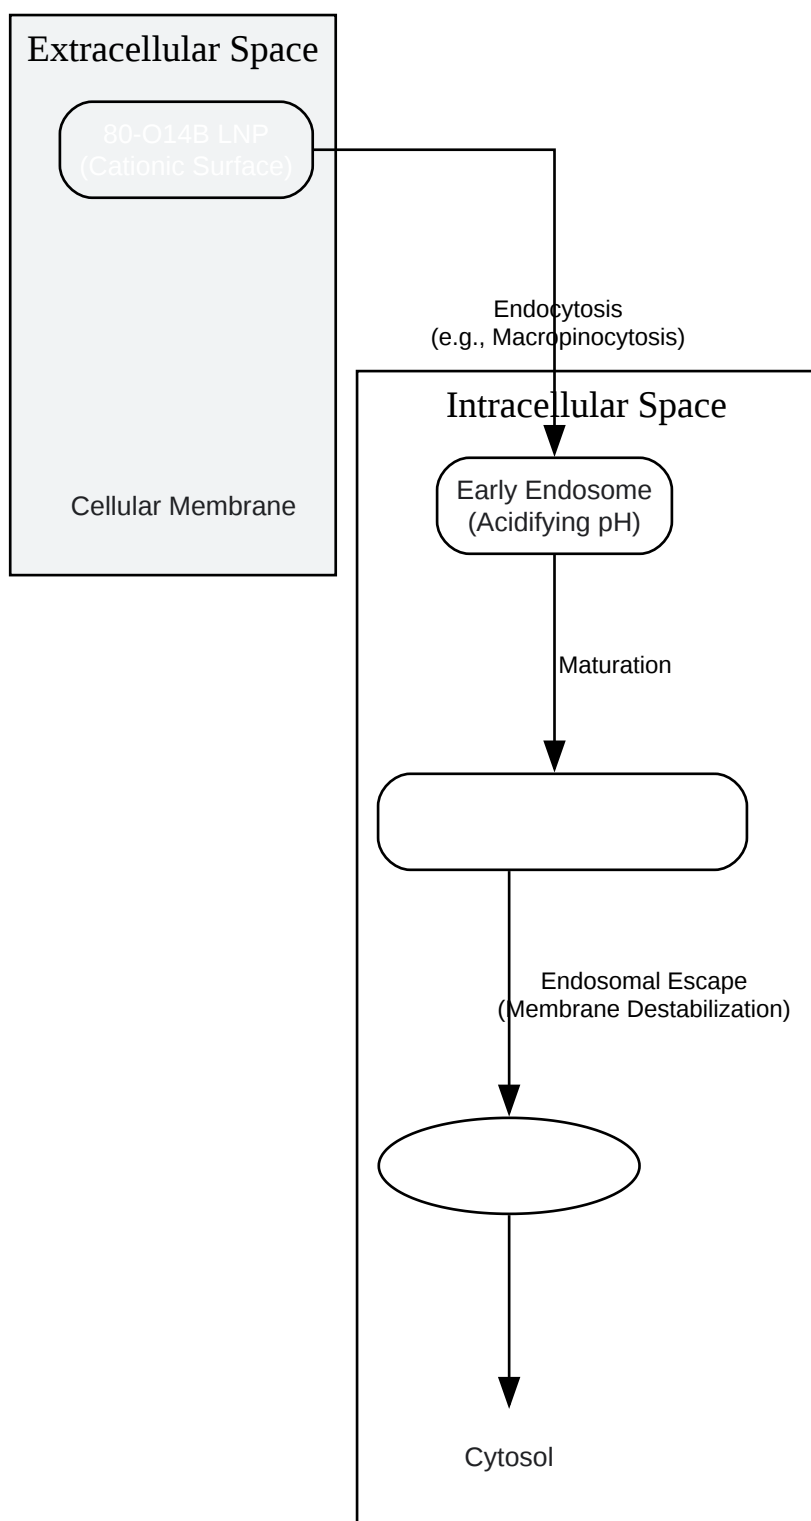 Extracellular Space
80-O14B LNP
(Cationic Surface)
Endocytosis
(e.g., Macropinocytosis)
Intracellular Space
Cellular Membrane
Early Endosome
(Acidifying pH)
Maturation
Endosomal Escape
(Membrane Destabilization)
Cytosol